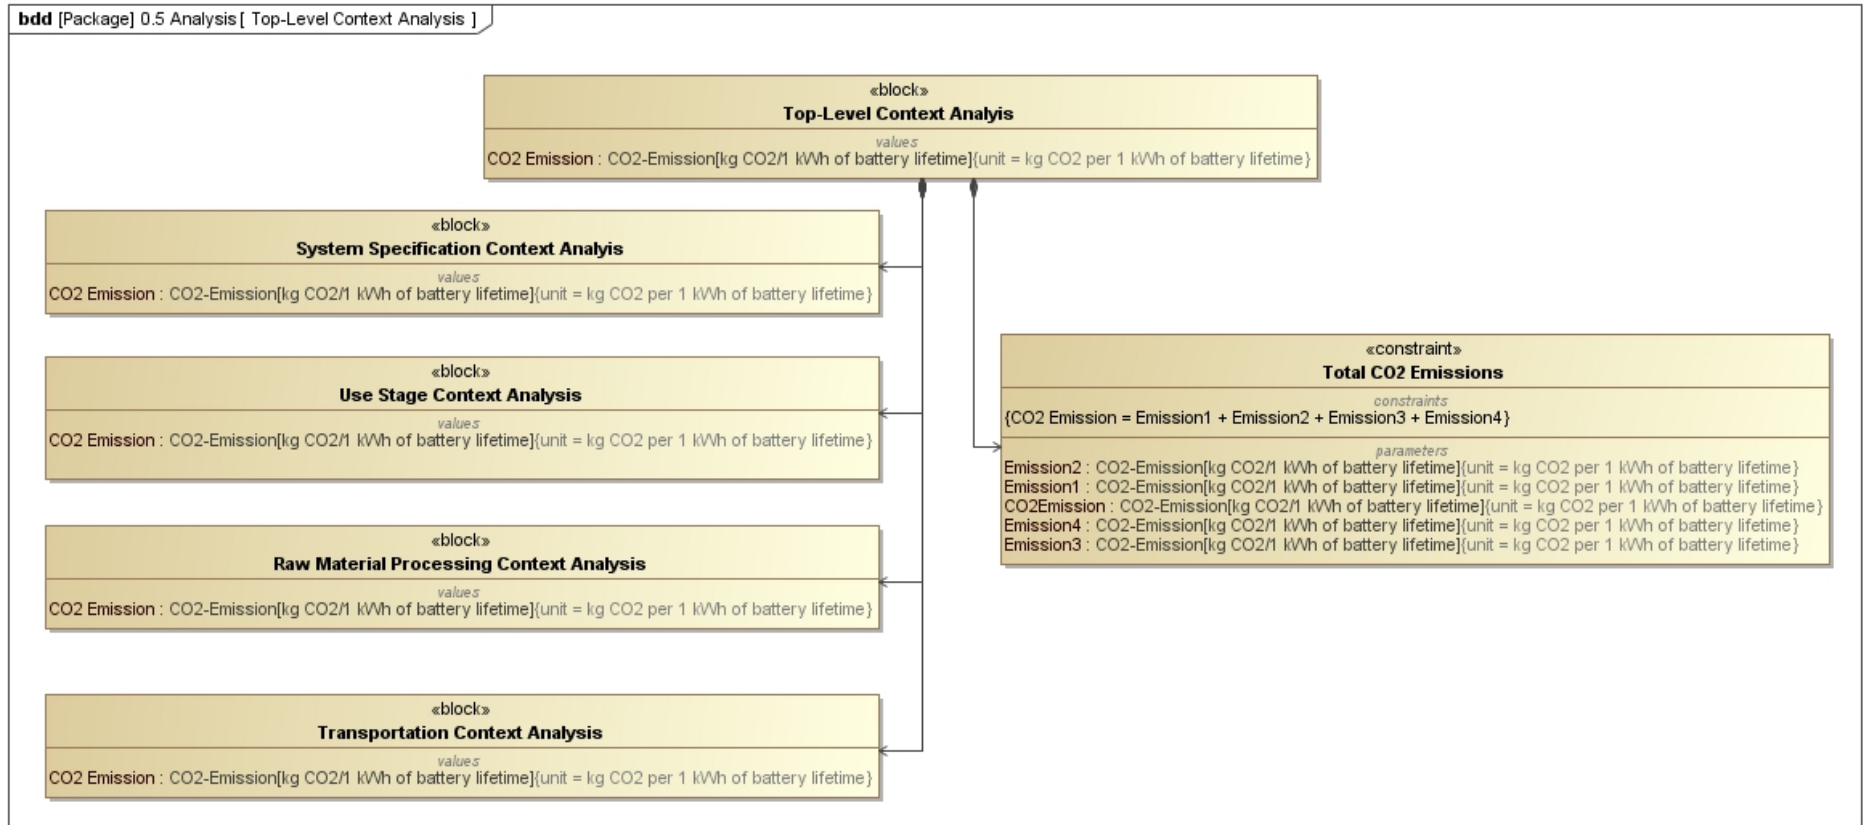 bdd [Package] 0.5 Analysis [ Top-Level Context Analysis ]
«block»
Top-Level Context Analyis
values
CO2 Emission : CO2-Emission[kg CO2/1 kWh of battery lifetime]{unit = kg CO2 per 1 kWh of battery lifetime}
«block»
System Specification Context Analyis
values
CO2 Emission : CO2-Emission[kg CO2/1 kWh of battery lifetime]{unit = kg CO2 per 1 kWh of battery lifetime}
«block»
Use Stage Context Analysis
values
CO2 Emission : CO2-Emission[kg CO2/1 kWh of battery lifetime]{unit = kg CO2 per 1 kWh of battery lifetime}
«block»
Raw Material Processing Context Analysis
values
CO2 Emission : CO2-Emission[kg CO2/1 kWh of battery lifetime]{unit = kg CO2 per 1 kWh of battery lifetime}
«block»
Transportation Context Analysis
values
CO2 Emission : CO2-Emission[kg CO2/1 kWh of battery lifetime]{unit = kg CO2 per 1 kWh of battery lifetime}
«constraint»
Total CO2 Emissions
constraints
{CO2 Emission = Emission1 + Emission2 + Emission3 + Emission4}
parameters
Emission2 : CO2-Emission[kg CO2/1 kWh of battery lifetime]{unit = kg CO2 per 1 kWh of battery lifetime}
Emission1 : CO2-Emission[kg CO2/1 kWh of battery lifetime]{unit = kg CO2 per 1 kWh of battery lifetime}
CO2Emission : CO2-Emission[kg CO2/1 kWh of battery lifetime]{unit = kg CO2 per 1 kWh of battery lifetime}
Emission4 : CO2-Emission[kg CO2/1 kWh of battery lifetime]{unit = kg CO2 per 1 kWh of battery lifetime}
Emission3 : CO2-Emission[kg CO2/1 kWh of battery lifetime]{unit = kg CO2 per 1 kWh of battery lifetime}